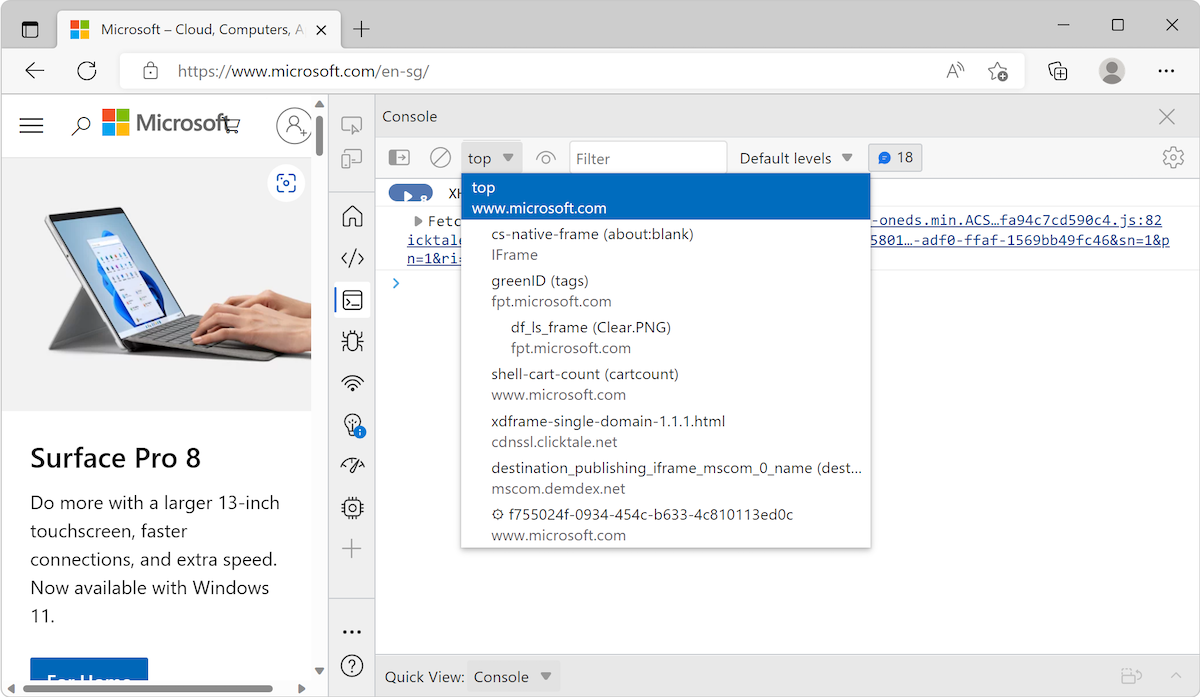 Microsoft – Cloud, Computers, A
https://www.microsoft.com/en-sg/
Microsoft
Surface Pro 8
Do more with a larger 13-inch
touchscreen, faster
connections, and extra speed.
Now available with Windows
11.
For Home
Console
top
Filter
Default levels
18
8
XH
Fetc
-oneds.min.ACS…fa94c7cd590c4.js:82
icktale
5801…-adf0-ffaf-1569bb49fc46&sn=1&p
n=1&ri=
top
www.microsoft.com
cs-native-frame (about:blank)
IFrame
greenID (tags)
fpt.microsoft.com
df_ls_frame (Clear.PNG)
fpt.microsoft.com
shell-cart-count (cartcount)
www.microsoft.com
xdframe-single-domain-1.1.1.html
cdnssl.clicktale.net
destination_publishing_iframe_mscom_0_name (dest…
mscom.demdex.net
f755024f-0934-454c-b633-4c810113ed0c
www.microsoft.com
Quick View: Console